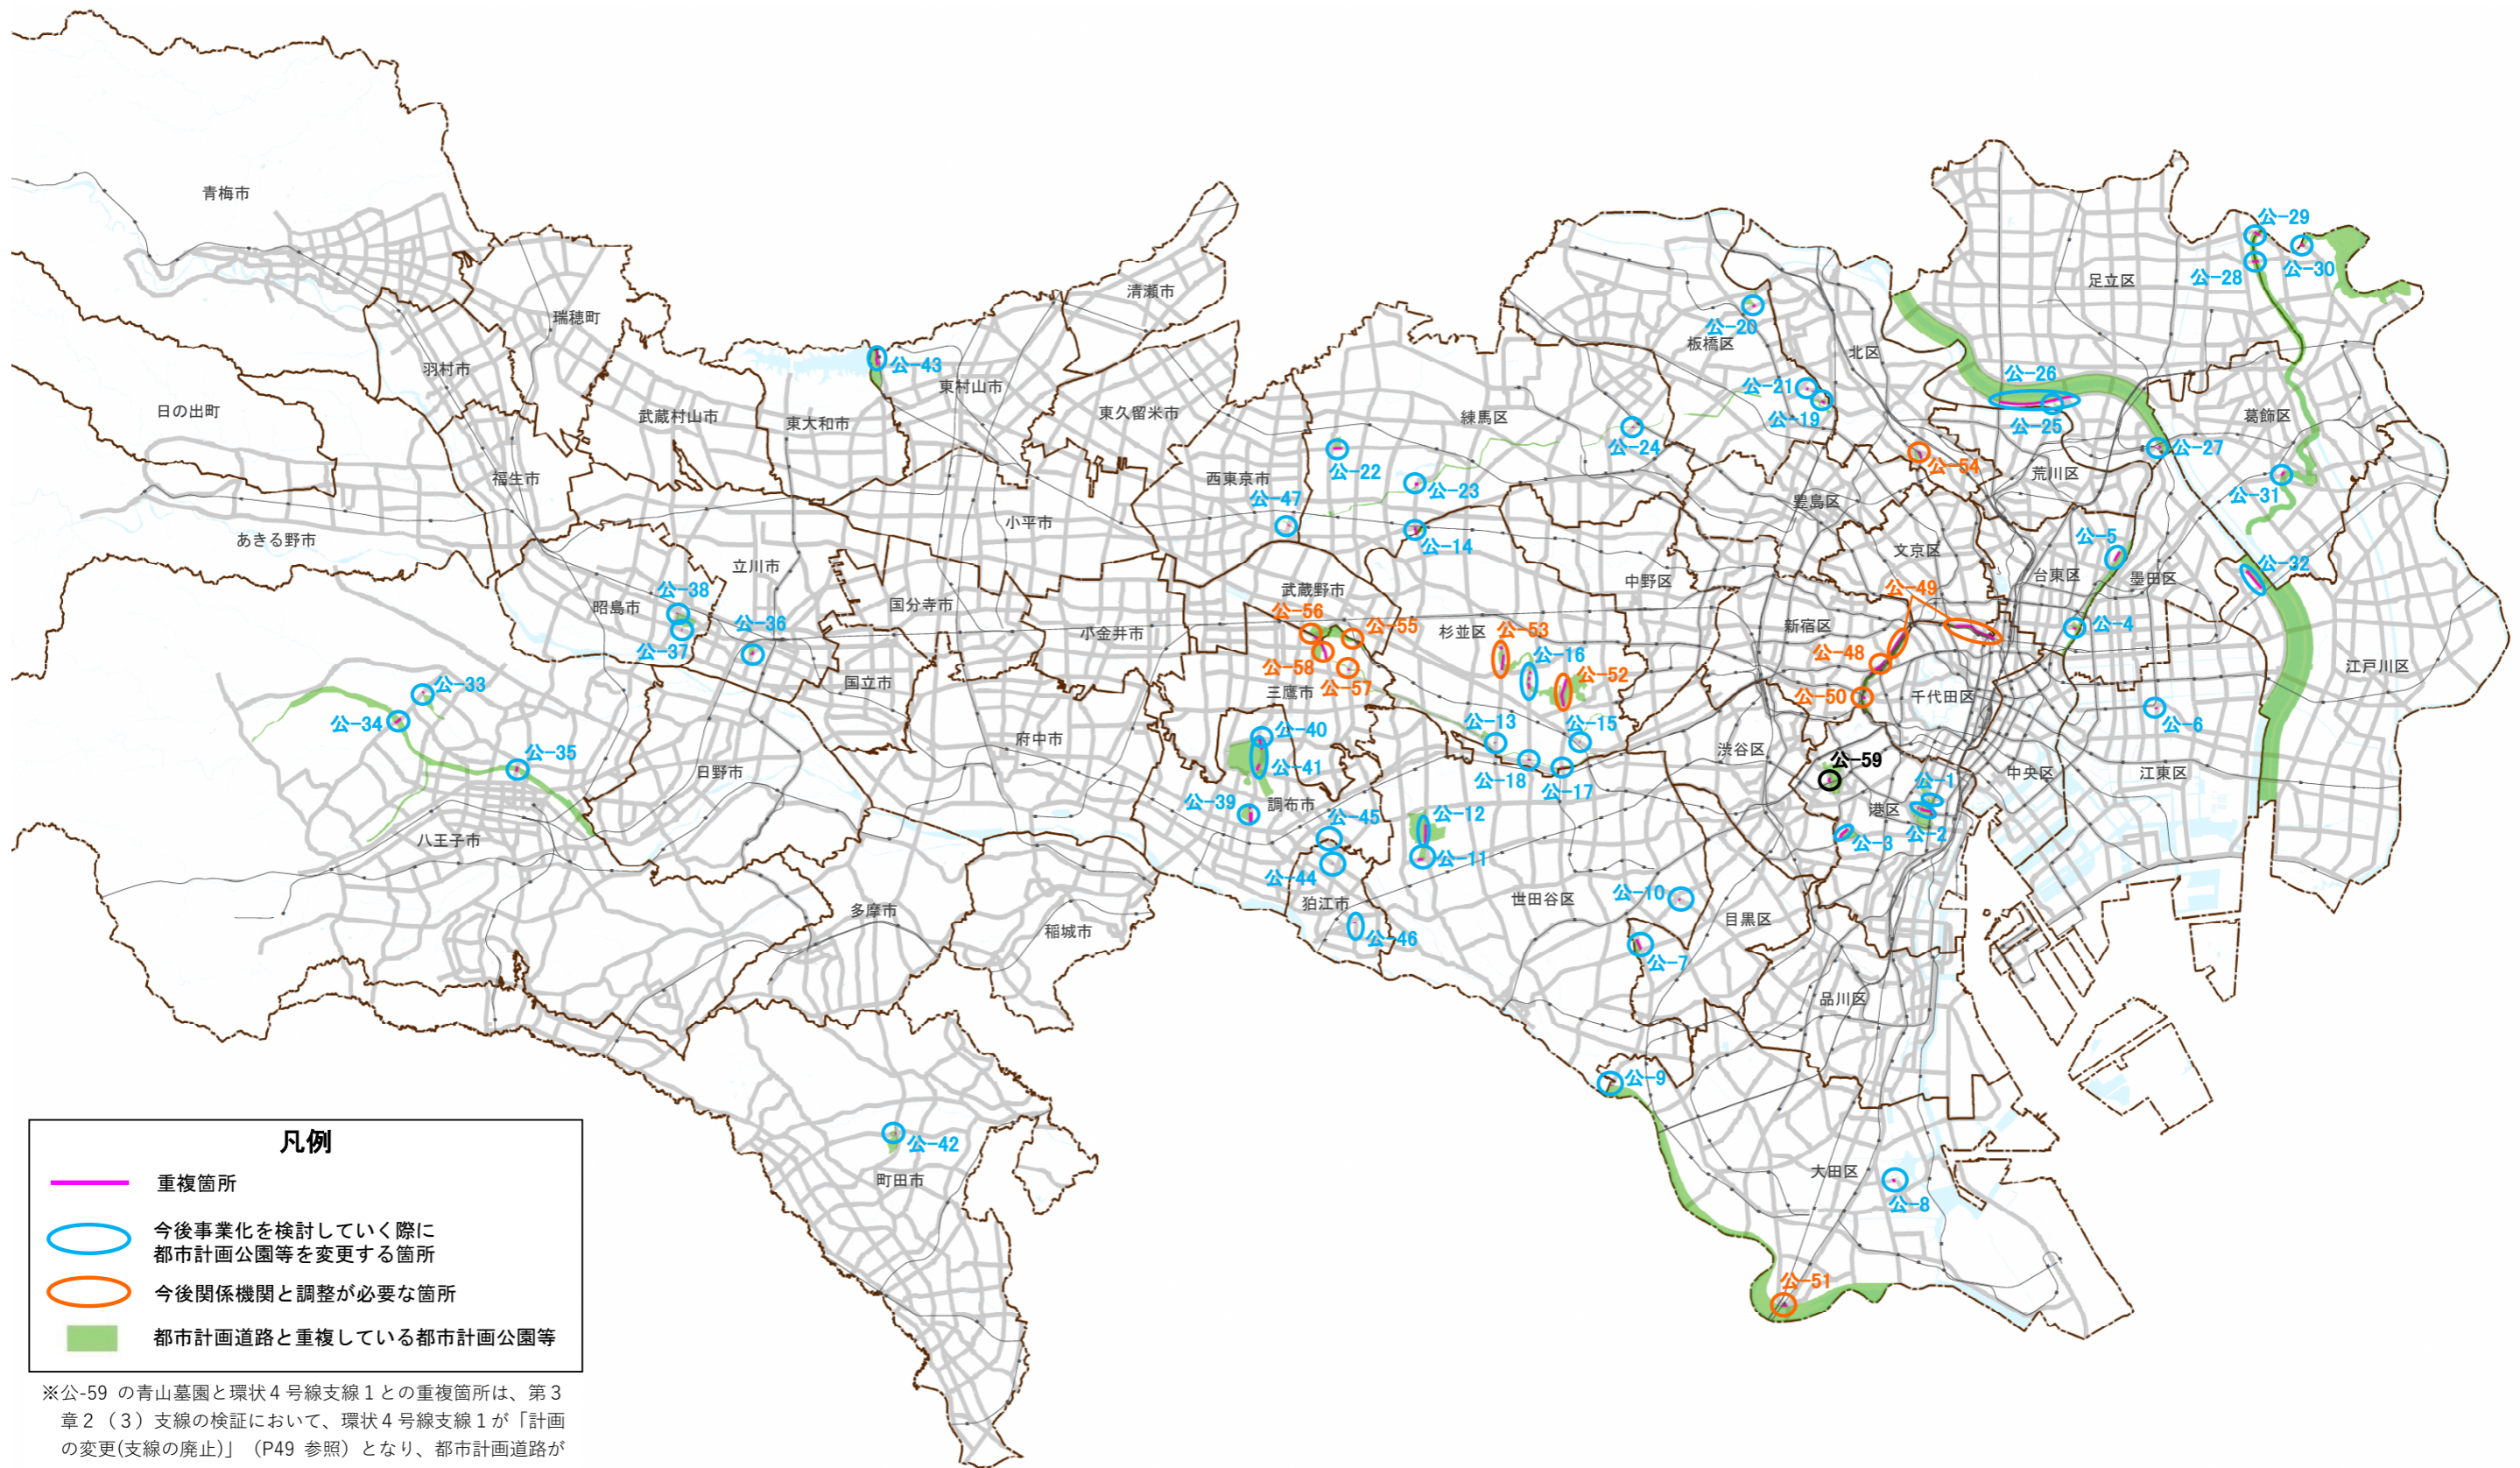 公-29
公-30
公-28
足立区
青梅市
清瀬市
瑞穂町
公-20
板橋区
北区
公-43
東村山市
羽村市
公-26
公-21
公-19
公-25
日の出町
武蔵村山市
東大和市
東久留米市
練馬区
葛飾区
公-24
公-27
公-54
荒川区
公-22
福生市
西東京市
公-23
公-31
公-47
豊島区
小平市
あきる野市
公-14
公-5
文京区
台東区
墨田区
公-32
立川市
中野区
武蔵野市
公-49
公-38
昭島市
国分寺市
公-56
公-55
小金井市
杉並区
公-53
新宿区
公-4
公-36
公-37
公-58
公-16
公-48
江戸川区
公-57
公-52
三鷹市
国立市
公-33
公-50
千代田区
公-34
公-6
公-13
公-15
公-40
府中市
渋谷区
公-35
日野市
公-41
公-18
公-17
公-59
中央区
江東区
公-1
公-39
調布市
港区
公-12
公-45
公-2
公-3
八王子市
公-11
公-44
公-10
世田谷区
狛江市
多摩市
目黒区
稲城市
公-46
公-7
品川区
公-9
公-42
町田市
大田区
公-8
公-51
凡例
重複箇所
今後事業化を検討していく際に
都市計画公園等を変更する箇所
今後関係機関と調整が必要な箇所
都市計画道路と重複している都市計画公園等
※公-59 の青山墓園と環状４号線支線１との重複箇所は、第３
章２（３）支線の検証において、環状４号線支線１が「計画
の変更(支線の廃止)」（P49 参照）となり、都市計画道路が